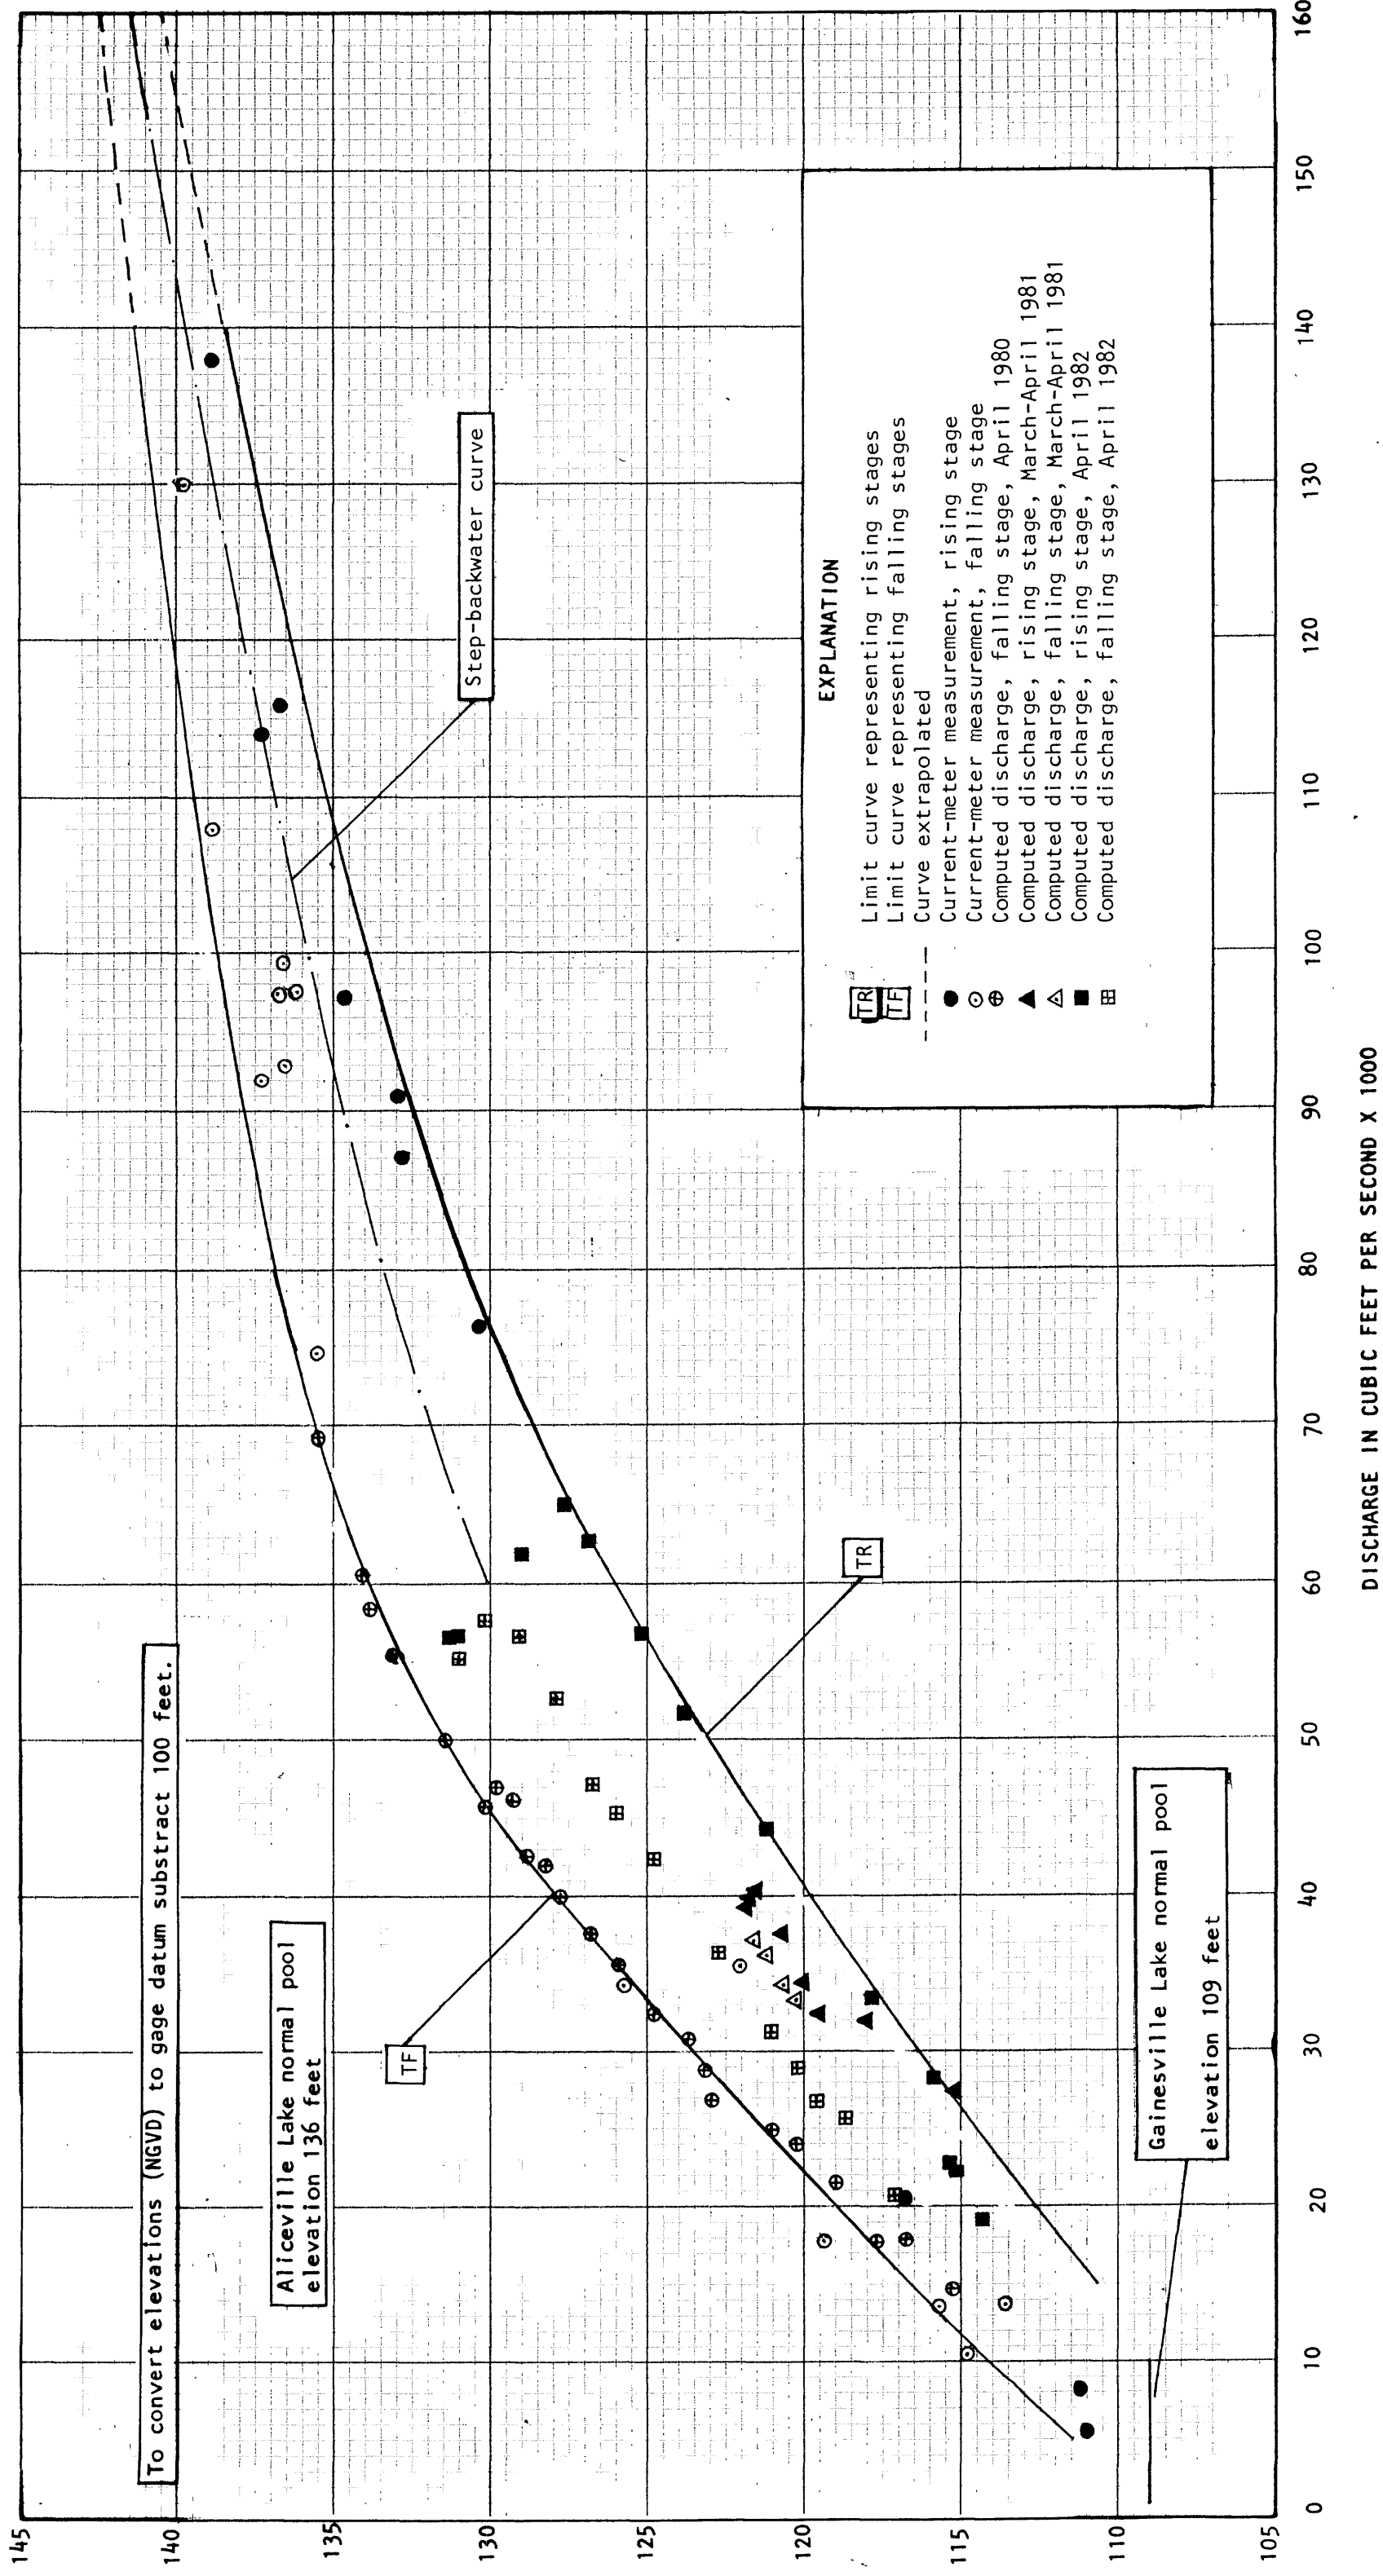 To convert elevations (NGVD) to gage datum substract 100 feet.
Aliceville Lake normal pool
elevation 136 feet
TF
Step-backwater curve
TR
EXPLANATION
TR Limit curve representing rising stages
TF Limit curve representing falling stages
Curve extrapolated
Current-meter measurement, rising stage
Current-meter measurement, falling stage
Computed discharge, falling stage, April 1980
Computed discharge, rising stage, March-April 1981
Computed discharge, falling stage, March-April 1981
Computed discharge, rising stage, April 1982
Computed discharge, falling stage, April 1982
Gainesville Lake normal pool
elevation 109 feet
145
140
135
130
125
120
115
110
105
0 10 20 30 40 50 60 70 80 90 100 110 120 130 140 150 160
DISCHARGE IN CUBIC FEET PER SECOND X 1000